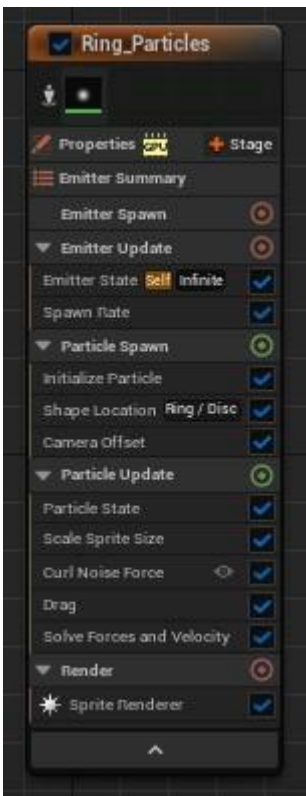 Ring_Particles
Properties GPU + Stage
Emitter Summary
Emitter Spawn
Emitter Update
Emitter State Self Infinite
Spawn Rate
Particle Spawn
Initialize Particle
Shape Location Ring / Disc
Camera Offset
Particle Update
Particle State
Scale Sprite Size
Curl Noise Force
Drag
Solve Forces and Velocity
Render
Sprite Renderer